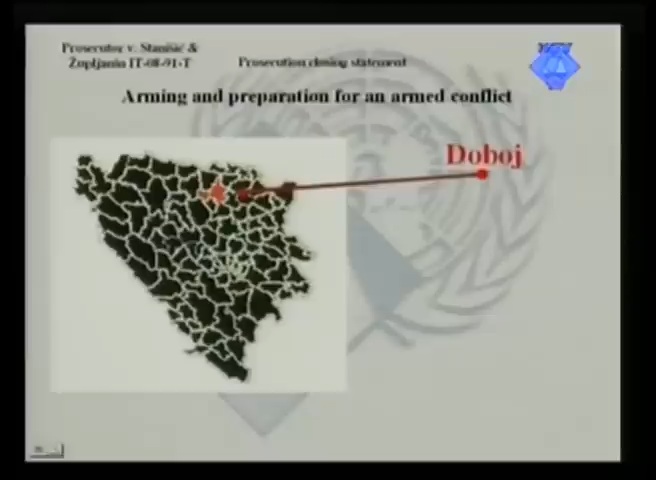 Prosecutor v. Stanišić &
Župljanin IT-08-91-T
Prosecution closing statement
Arming and preparation for an armed conflict
Doboj